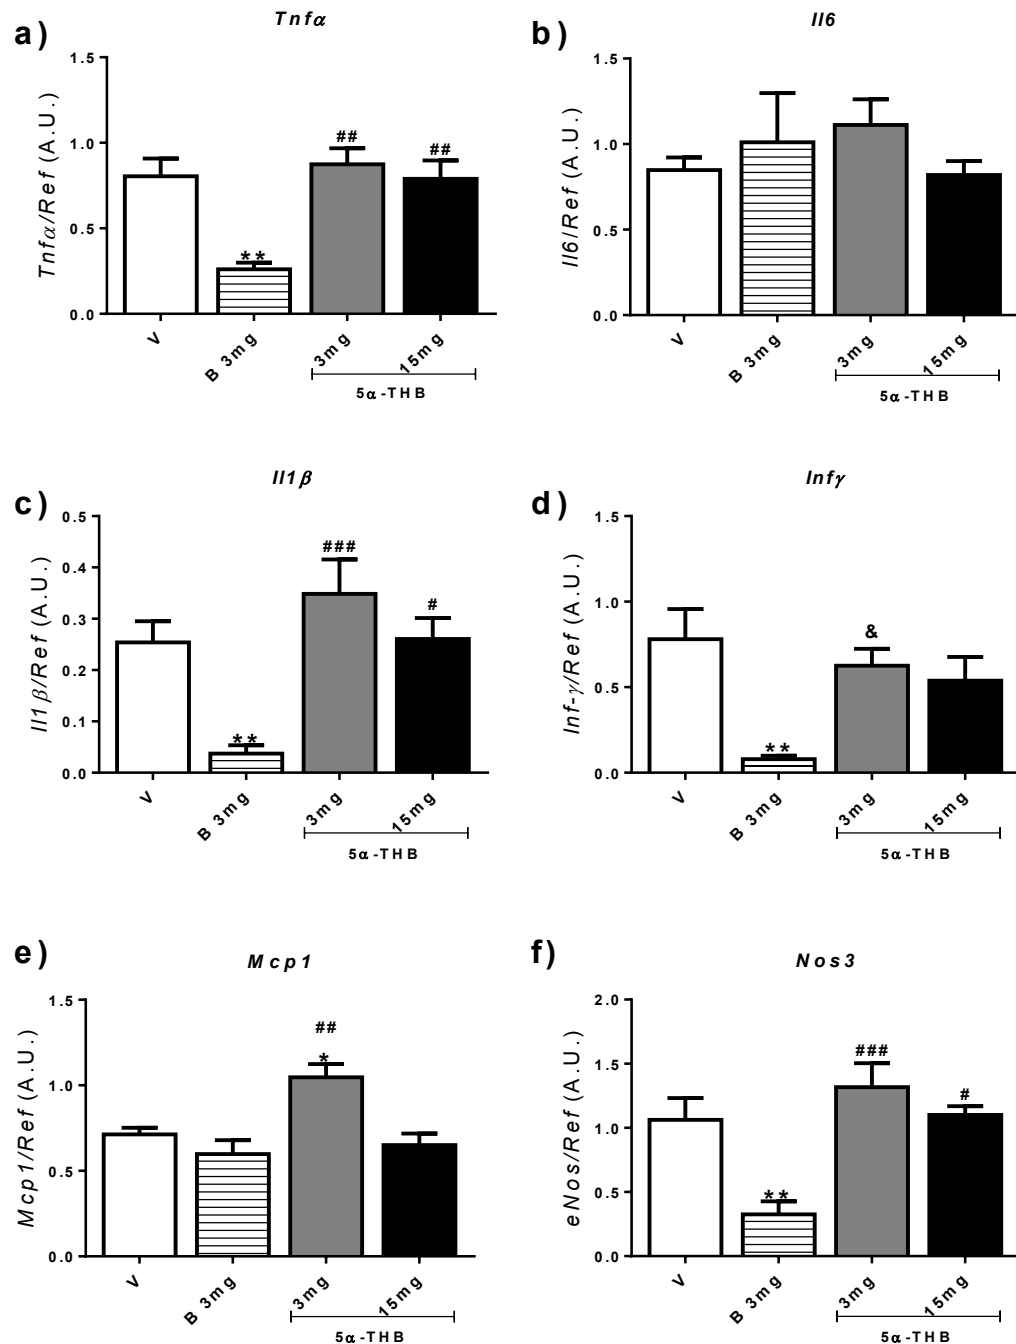 a)
Tnfα
Tnfα/Ref (A.U.)
1.5
1.0
0.5
0.0
**
##
##
V
B 3mg
3mg
15mg
5α-THB
b)
Il6
Il6/Ref (A.U.)
1.5
1.0
0.5
0.0
V
B 3mg
3mg
15mg
5α-THB
c)
Il1β
Il1β/Ref (A.U.)
0.5
0.4
0.3
0.2
0.1
0.0
**
###
#
V
B 3mg
3mg
15mg
5α-THB
d)
Infγ
Inf-γ/Ref (A.U.)
1.5
1.0
0.5
0.0
**
&
V
B 3mg
3mg
15mg
5α-THB
e)
Mcp1
Mcp1/Ref (A.U.)
1.5
1.0
0.5
0.0
##
*
V
B 3mg
3mg
15mg
5α-THB
f)
Nos3
eNos/Ref (A.U.)
2.0
1.5
1.0
0.5
0.0
**
###
#
V
B 3mg
3mg
15mg
5α-THB